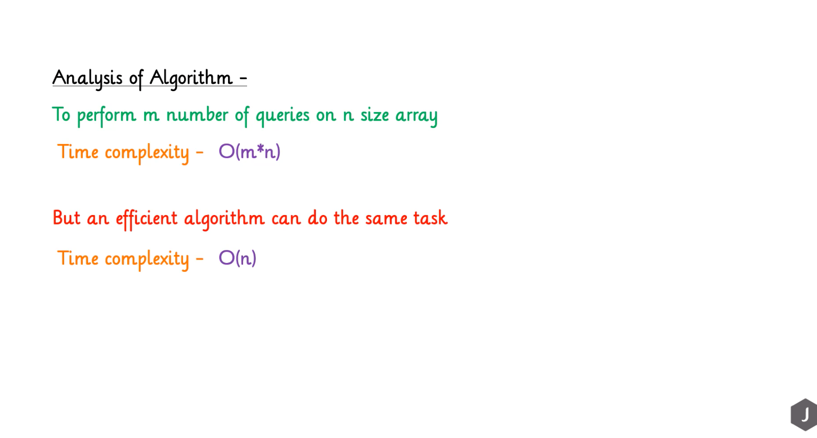 Analysis of Algorithm -
To perform m number of queries on n size array
Time complexity - O(m*n)
But an efficient algorithm can do the same task
Time complexity - O(n)
J